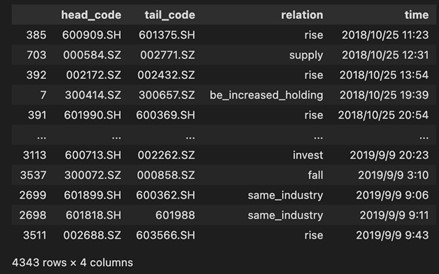 head_code tail_code relation time
385 600909.SH 601375.SH rise 2018/10/25 11:23
703 000584.SZ 002771.SZ supply 2018/10/25 12:31
392 002172.SZ 002432.SZ rise 2018/10/25 13:54
7 300414.SZ 300657.SZ be_increased_holding 2018/10/25 19:39
391 601990.SH 600369.SH rise 2018/10/25 20:54
... ... ... ... ...
3113 600713.SH 002262.SZ invest 2019/9/9 20:23
3537 300072.SZ 000858.SZ fall 2019/9/9 3:10
2699 601899.SH 600362.SH same_industry 2019/9/9 9:06
2698 601818.SH 601988 same_industry 2019/9/9 9:11
3511 002688.SZ 603566.SH rise 2019/9/9 9:43
4343 rows × 4 columns